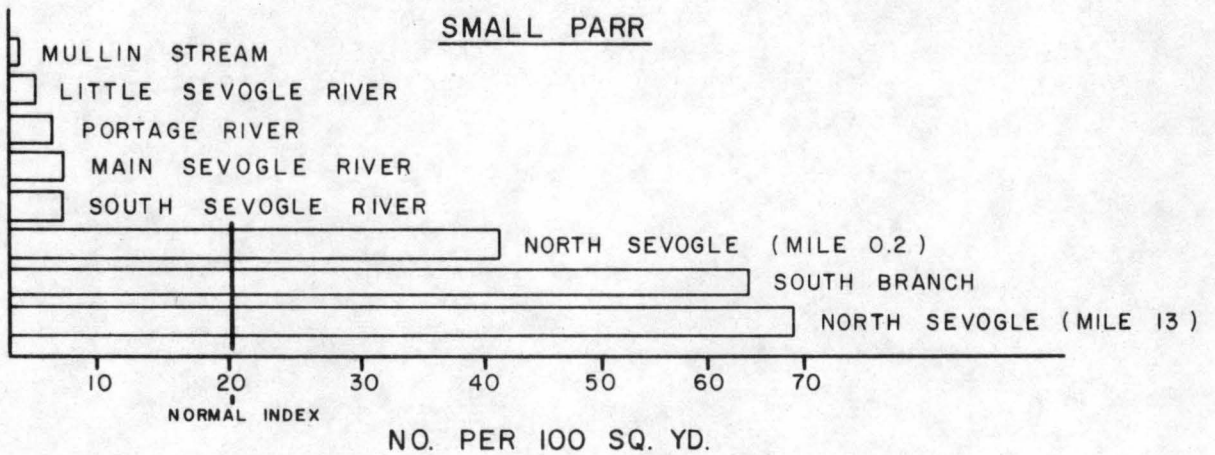 SMALL PARR
MULLIN STREAM
LITTLE SEVOGLE RIVER
PORTAGE RIVER
MAIN SEVOGLE RIVER
SOUTH SEVOGLE RIVER
NORTH SEVOGLE (MILE 0.2)
SOUTH BRANCH
NORTH SEVOGLE (MILE 13)
10 20 30 40 50 60 70
NORMAL INDEX
NO. PER 100 SQ. YD.